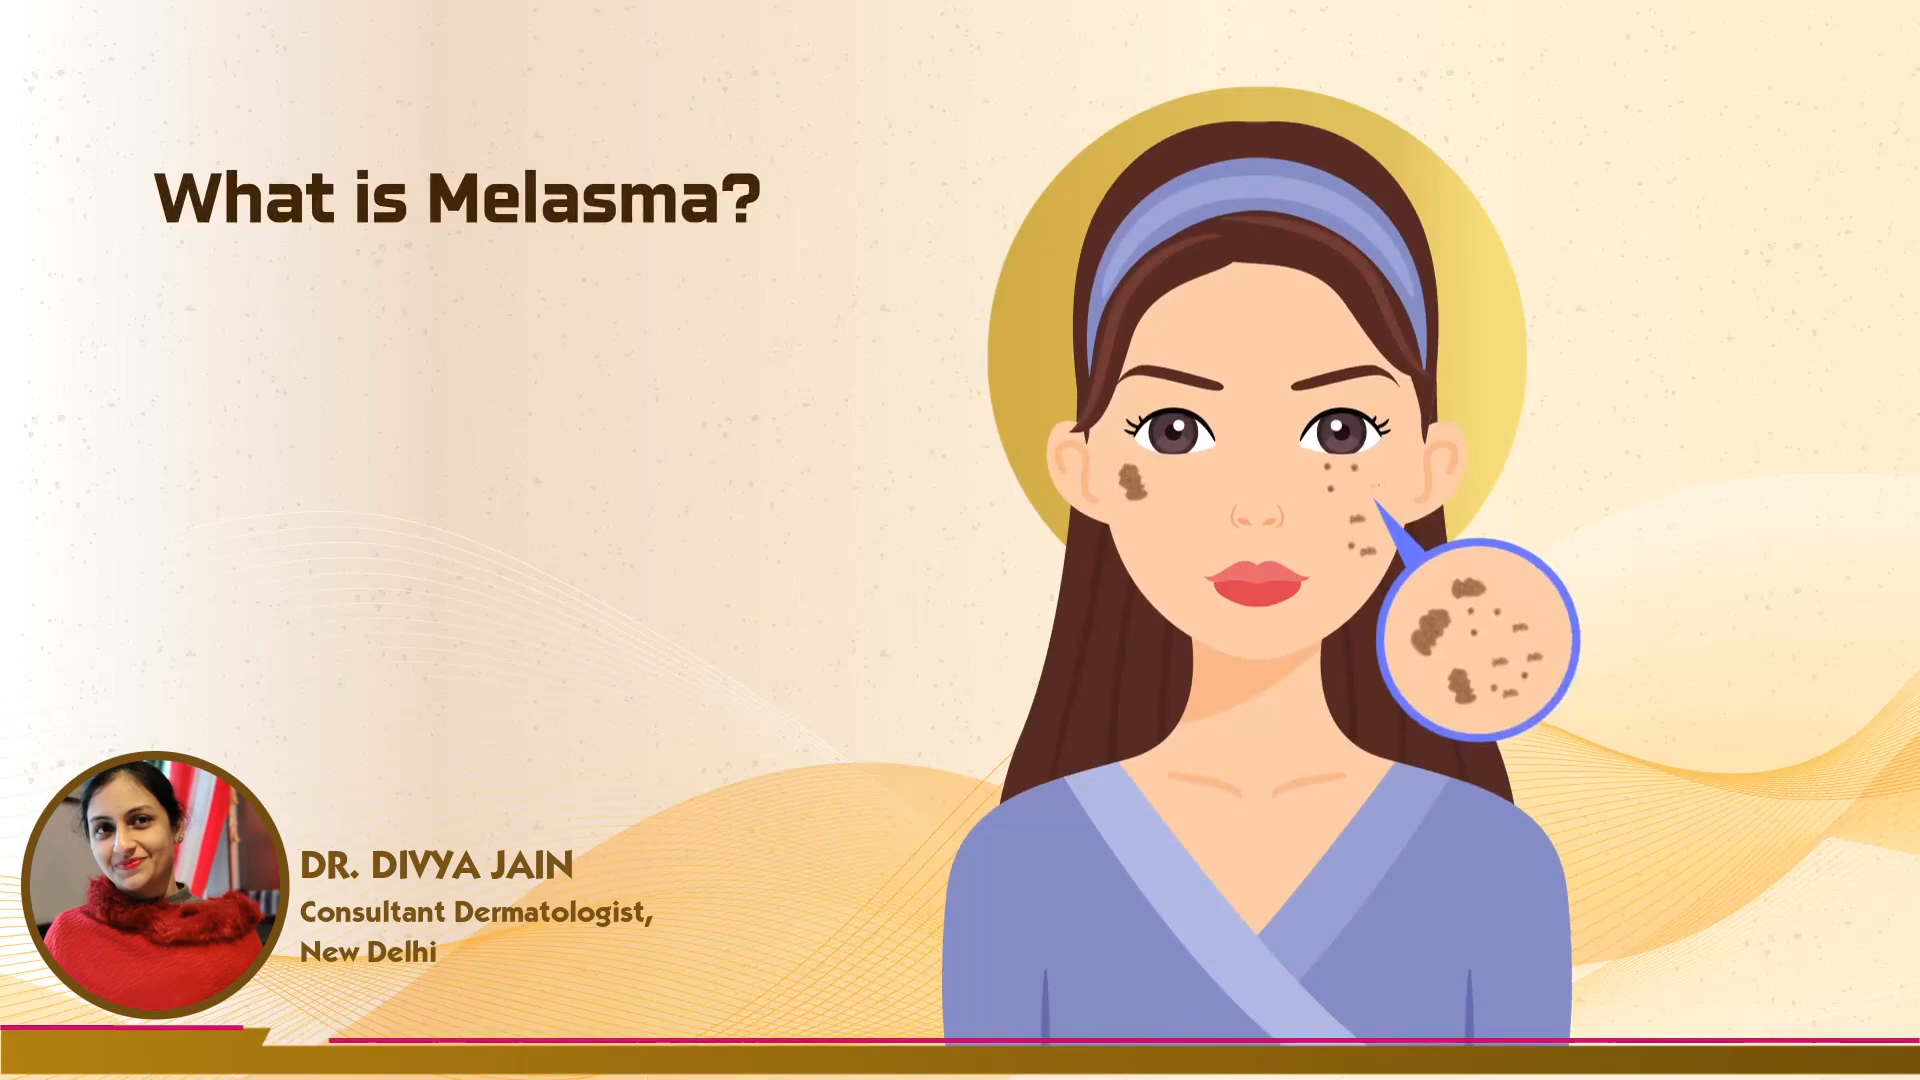 What is Melasma?
DR. DIVYA JAIN
Consultant Dermatologist,
New Delhi